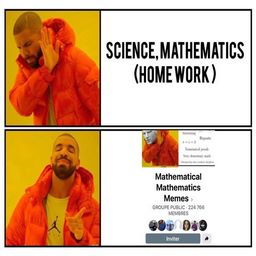 SCIENCE, MATHEMATICS
(HOME WORK )
Mathematical
Mathematics
Memes >
GROUPE PUBLIC · 224 766
MEMBRES
Inviter